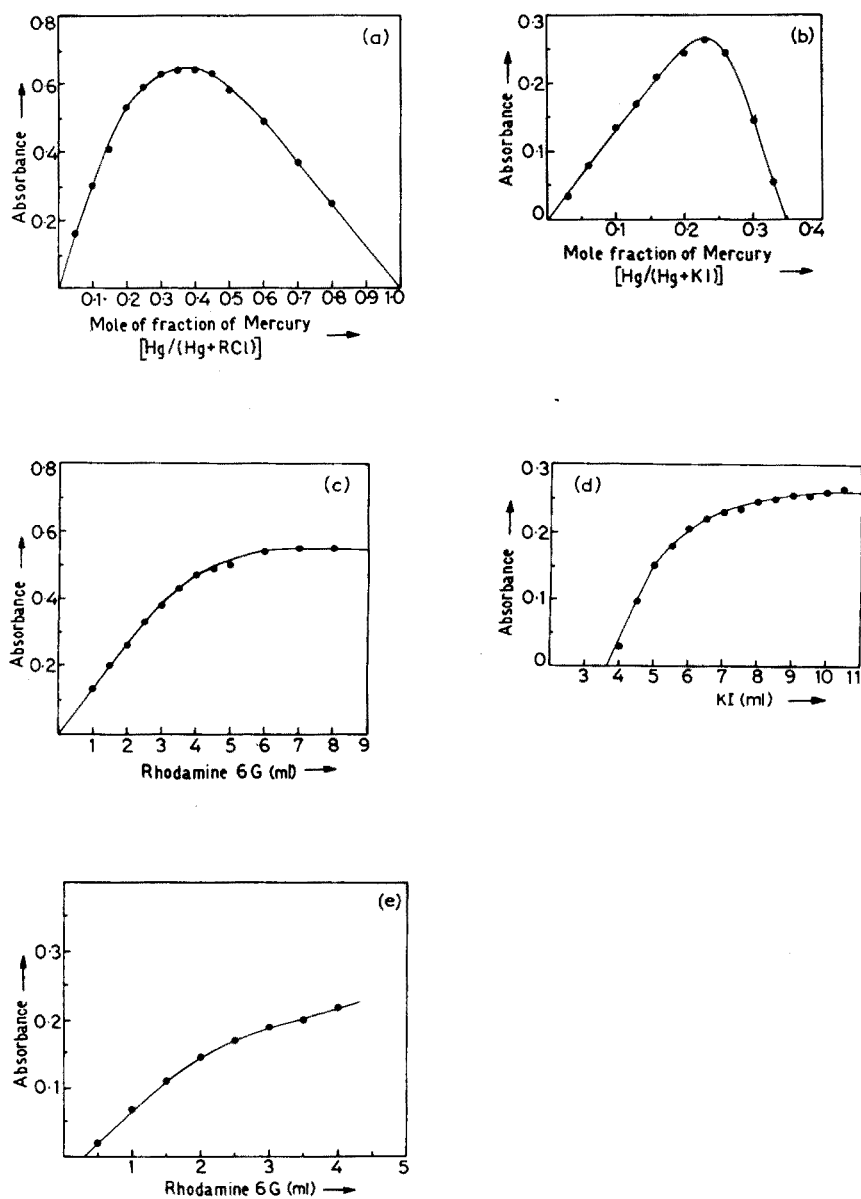 (a)
0·8
0·6
0·4
0·2
Absorbance
0·1 0·2 0·3 0·4 0·5 0·6 0·7 0·8 0·9 1·0
Mole of fraction of Mercury
[Hg/(Hg+RCl)]
(b)
0·3
0·2
0·1
0
Absorbance
0·1 0·2 0·3 0·4
Mole fraction of Mercury
[Hg/(Hg+KI)]
(c)
0·8
0·6
0·4
0·2
Absorbance
1 2 3 4 5 6 7 8 9
Rhodamine 6G (ml)
(d)
0·3
0·2
0·1
0
Absorbance
3 4 5 6 7 8 9 10 11
KI (ml)
(e)
0·3
0·2
0·1
Absorbance
1 2 3 4 5
Rhodamine 6G (ml)